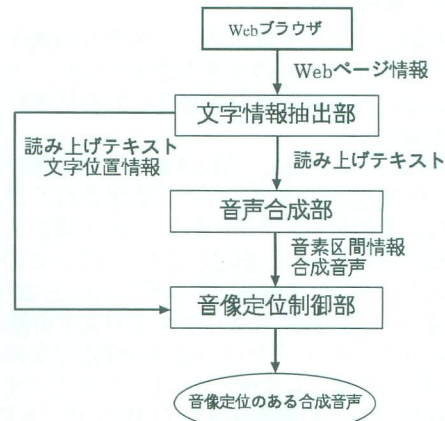 Webブラウザ
Webページ情報
文字情報抽出部
読み上げテキスト
文字位置情報
読み上げテキスト
音声合成部
音素区間情報
合成音声
音像定位制御部
音像定位のある合成音声